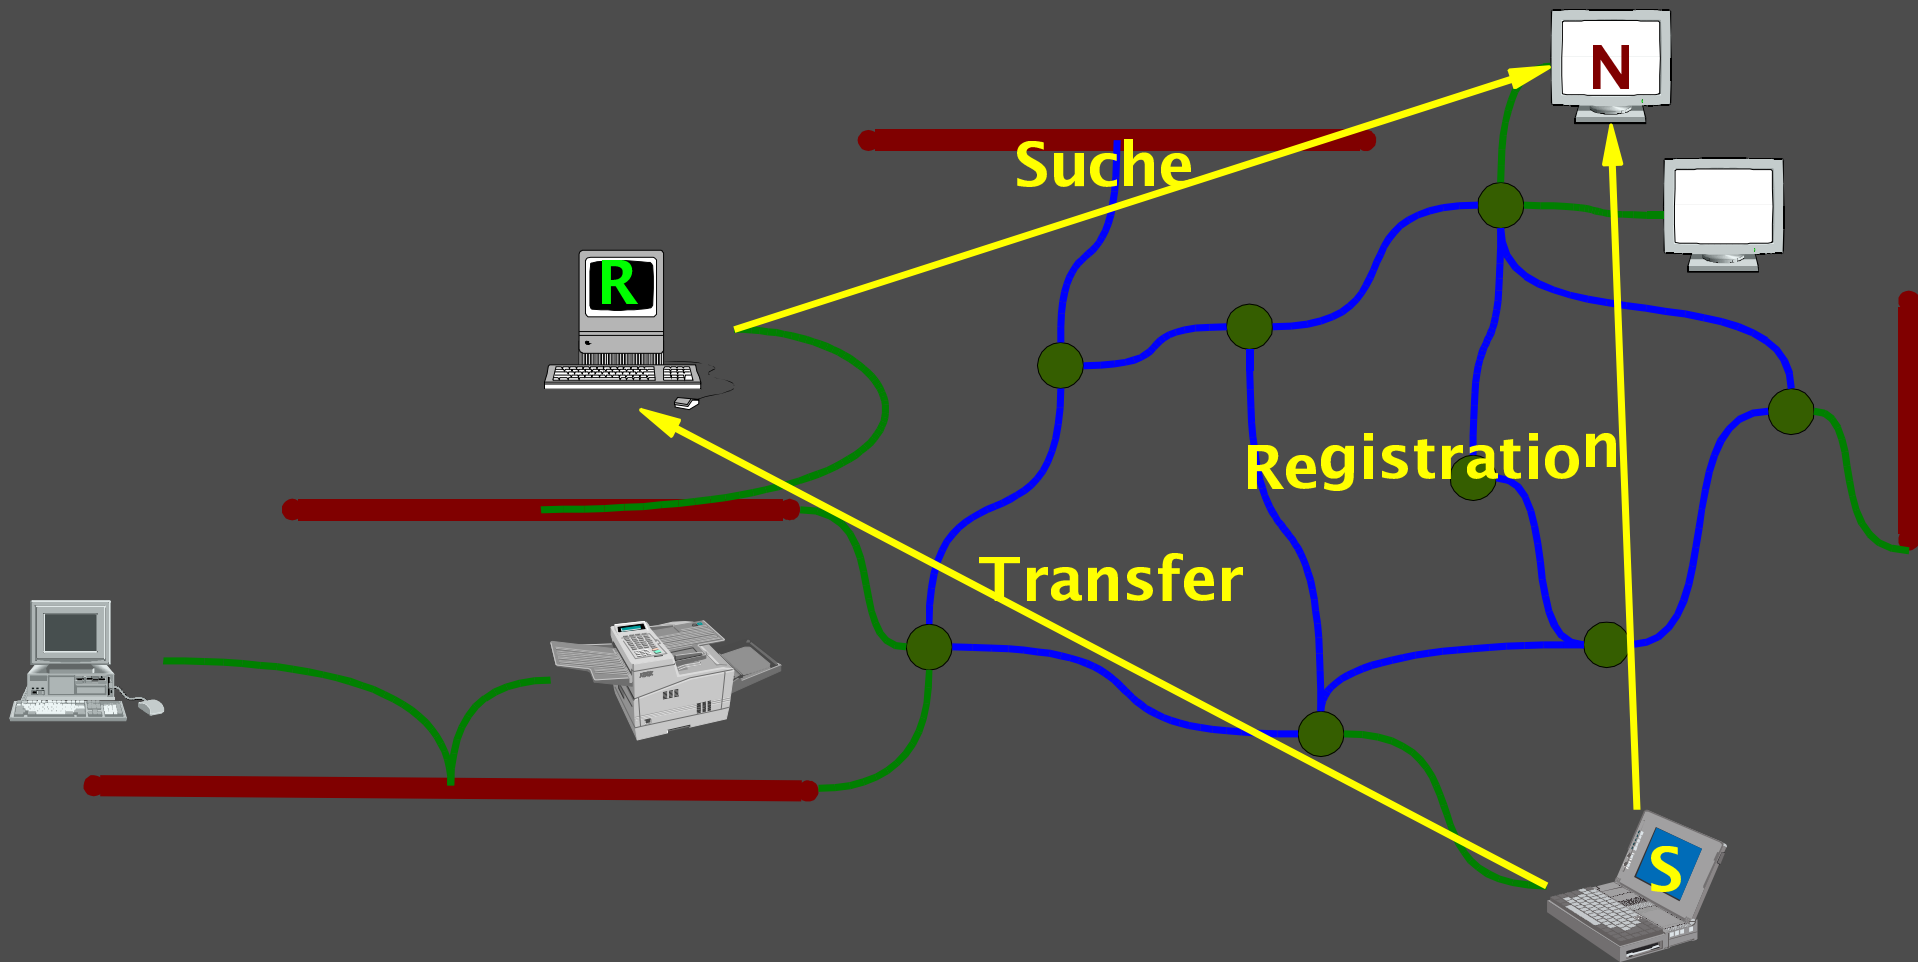 N
Suche
R
Registration
Transfer
S